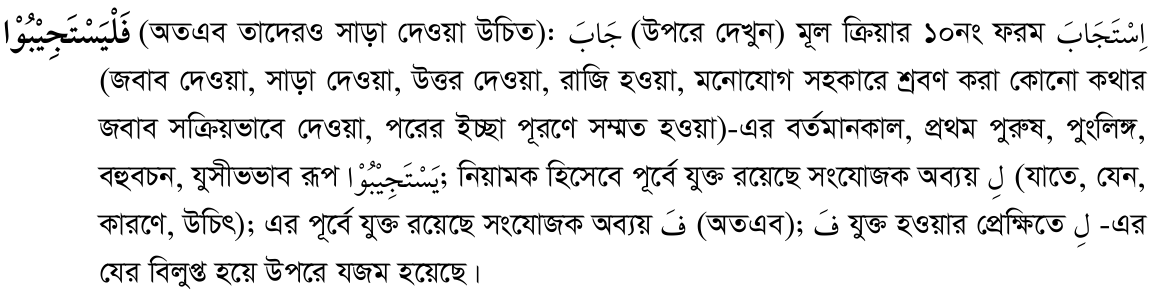 فَلْيَسْتَجِيْبُوْا (অতএব তাদেরও সাড়া দেওয়া উচিত): جَابَ (উপরে দেখুন) মূল ক্রিয়ার ১০নং ফরম اِسْتَجَابَ
(জবাব দেওয়া, সাড়া দেওয়া, উত্তর দেওয়া, রাজি হওয়া, মনোযোগ সহকারে শ্রবণ করা কোনো কথার
জবাব সক্রিয়ভাবে দেওয়া, পরের ইচ্ছা পূরণে সম্মত হওয়া)-এর বর্তমানকাল, প্রথম পুরুষ, পুংলিঙ্গ,
বহুবচন, যুসীভভাব রূপ يَسْتَجِيْبُوْا; নিয়ামক হিসেবে পূর্বে যুক্ত রয়েছে সংযোজক অব্যয় لِ (যাতে, যেন,
কারণে, উচিৎ); এর পূর্বে যুক্ত রয়েছে সংযোজক অব্যয় فَ (অতএব); فَ যুক্ত হওয়ার প্রেক্ষিতে لِ -এর
যের বিলুপ্ত হয়ে উপরে যজম হয়েছে।